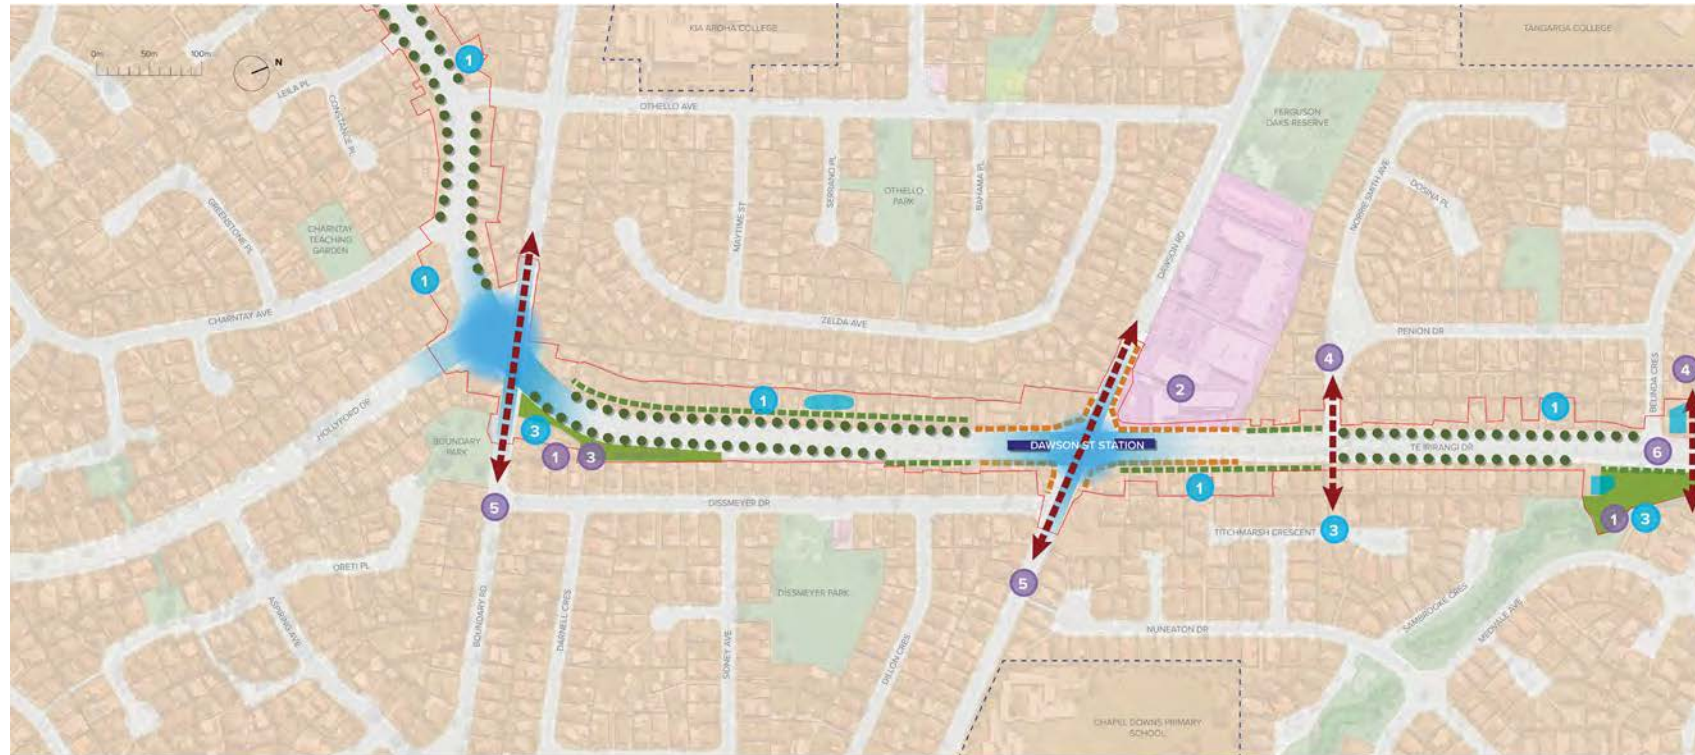 KIA AROHA COLLEGE
TANGAROA COLLEGE
0m 50m 100m
N
1
LEILA PL
CONSTANCE PL
OTHELLO AVE
FERGUSON
OAKS RESERVE
GREENSTONE PL
CHARNTAY
TEACHING
GARDEN
MAYTIME ST
SERRANO PL
OTHELLO
PARK
BAHAMA PL
NORRIE SMITH AVE
DORINA PL
DAWSON RD
1
CHARNTAY AVE
ZELDA AVE
PENION DR
4
BELINDA CRES
4
2
1
1
HOLLYFORD DR
BOUNDARY
PARK
3
1
3
DAWSON ST STATION
TE IRIRANGI DR
6
5
DISSMEYER DR
1
TITCHMARSH CRESCENT
3
1
3
ORETI PL
ASPIRING AVE
BOUNDARY RD
DARNELL CRES
SIDNEY AVE
DISSMEYER PARK
DILLON CRES
5
NUNEATON DR
SAMBROOKE CRES
MEDVALE AVE
CHAPEL DOWNS PRIMARY
SCHOOL